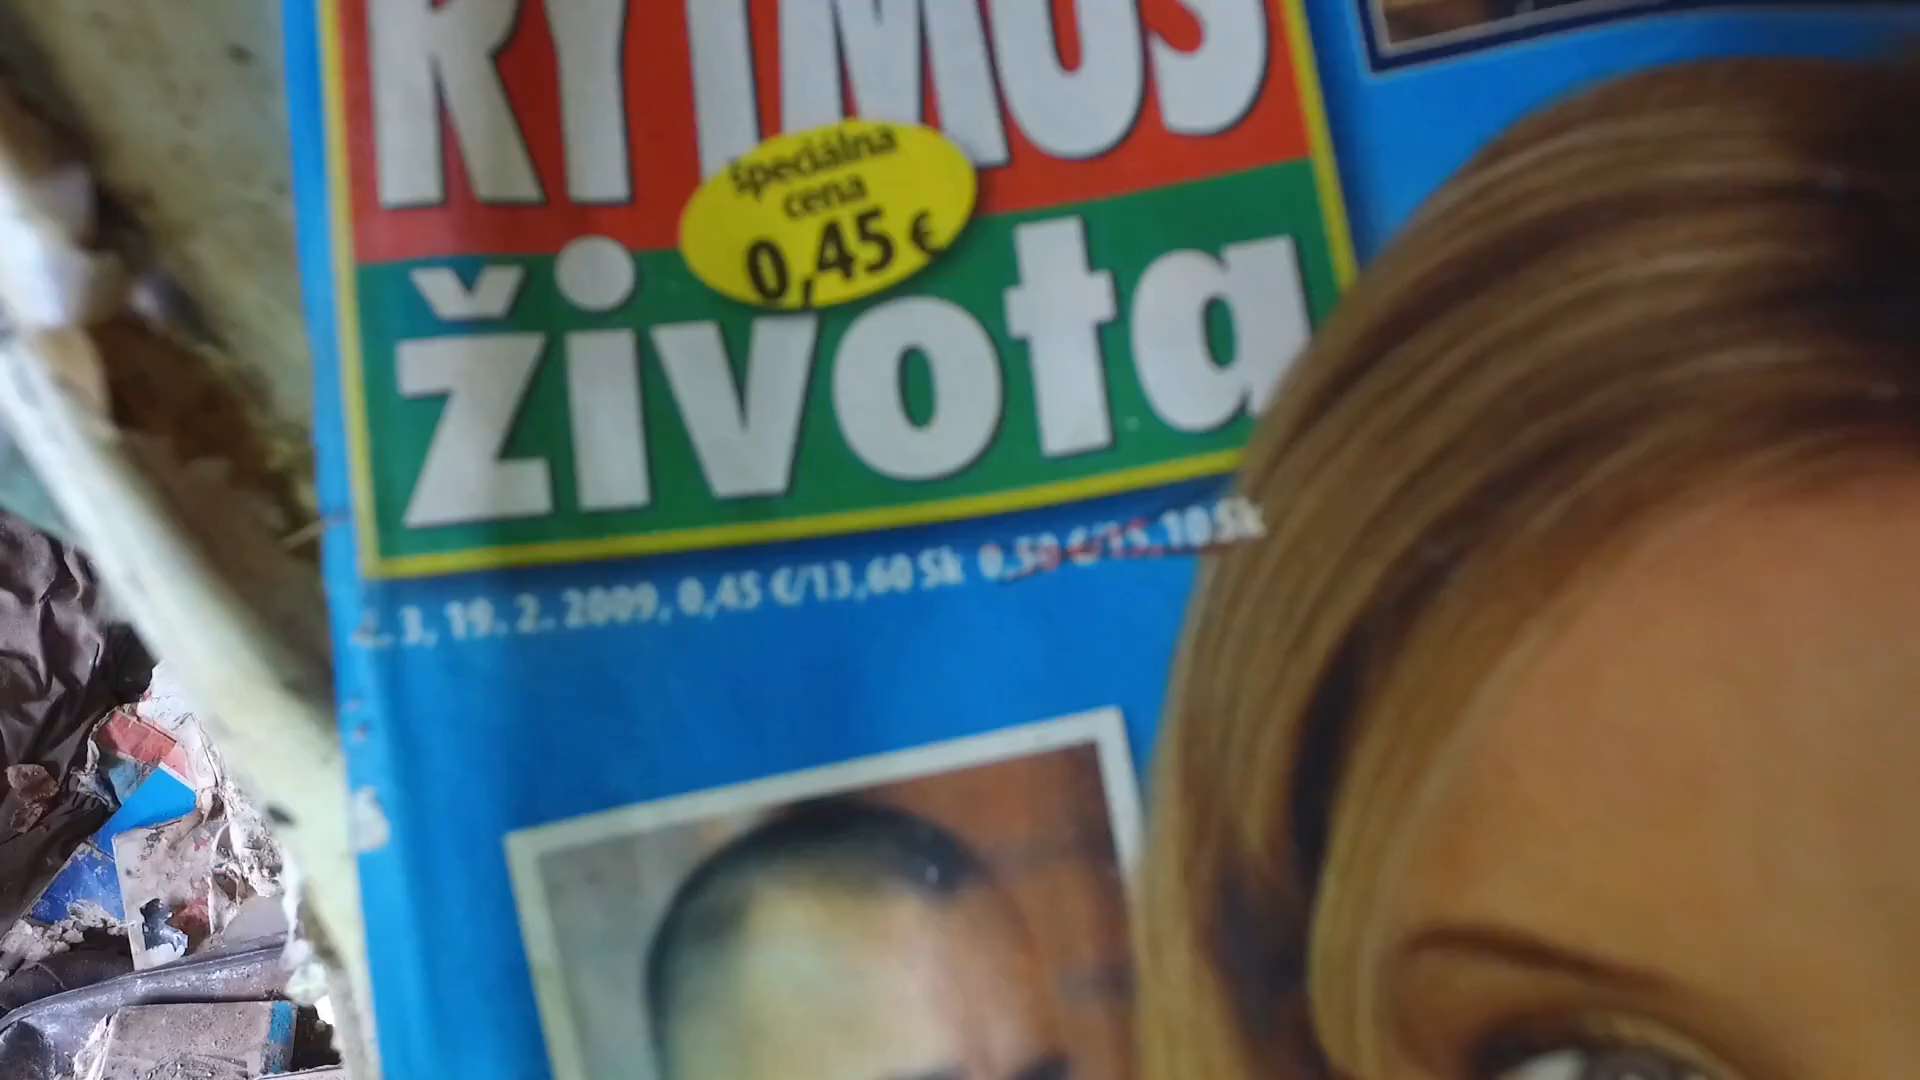 RYTMUS
špeciálna
cena
0,45 €
života
č. 3, 19. 2. 2009, 0,45 €/13,60 Sk 0,50 €/15,10 Sk